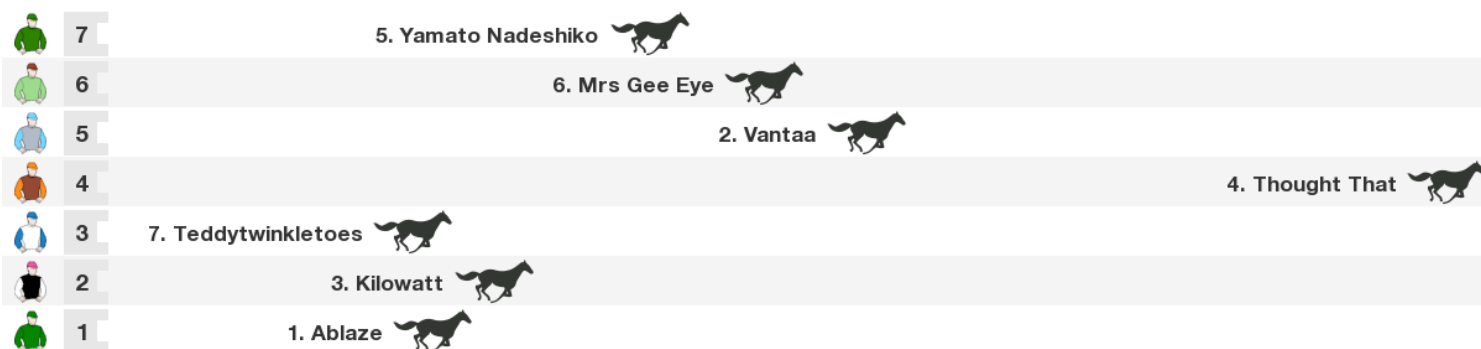 7 5. Yamato Nadeshiko
6 6. Mrs Gee Eye
5 2. Vantaa
4 4. Thought That
3 7. Teddytwinkletoes
2 3. Kilowatt
1 1. Ablaze